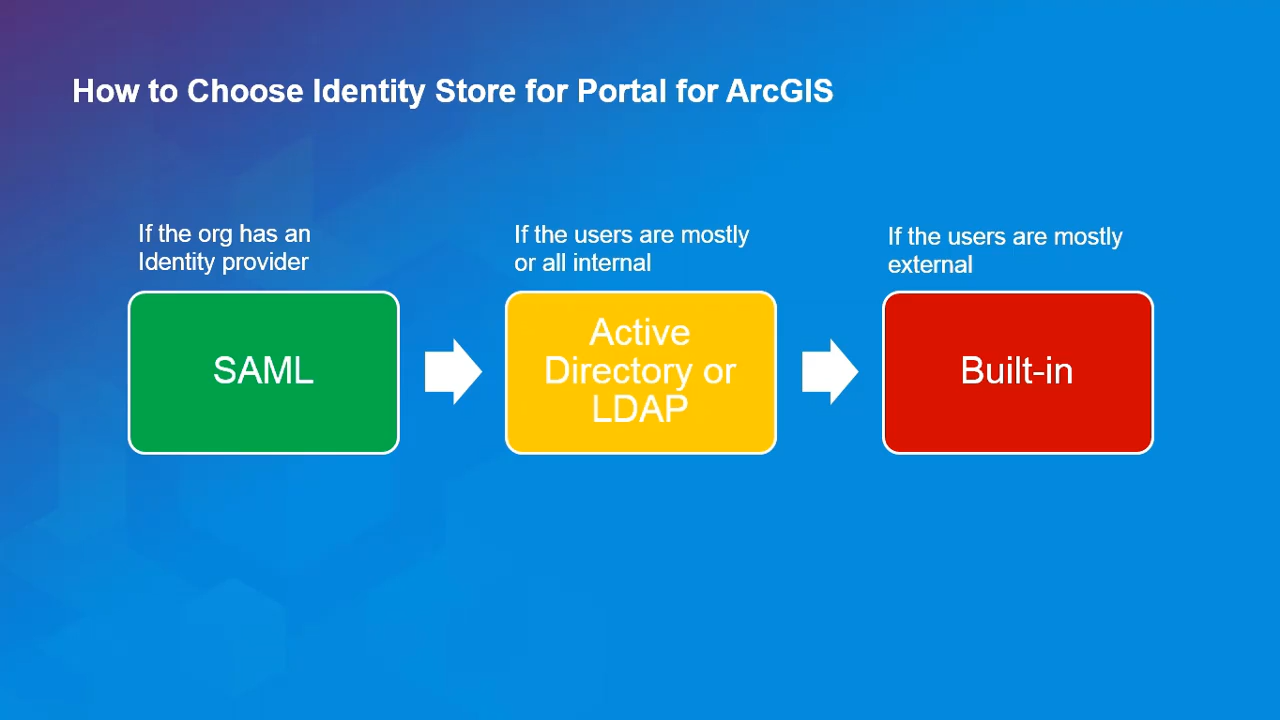 How to Choose Identity Store for Portal for ArcGIS
If the org has an
Identity provider
SAML
If the users are mostly
or all internal
Active
Directory or
LDAP
If the users are mostly
external
Built-in